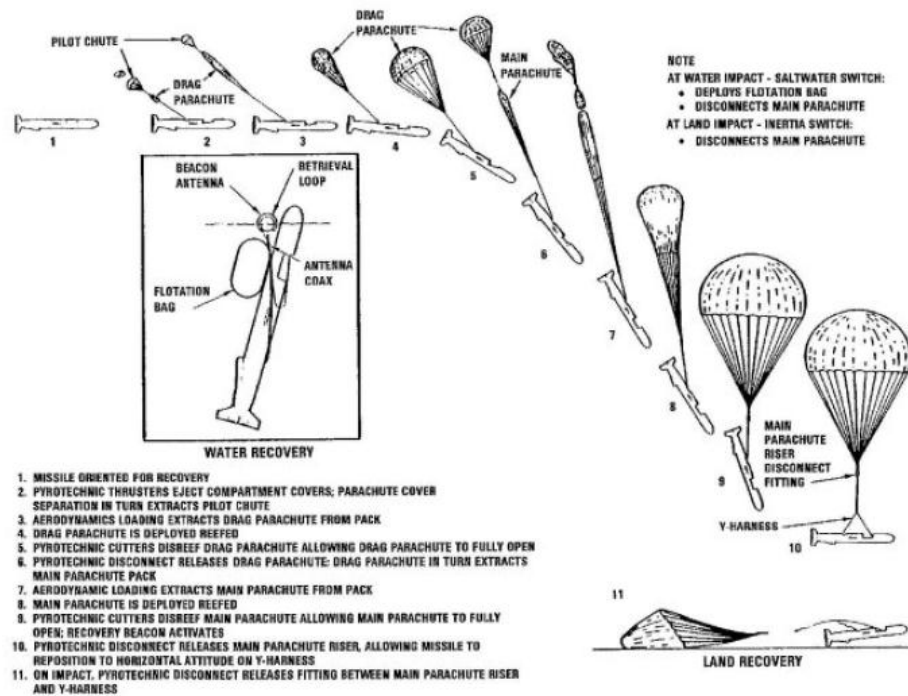 PILOT CHUTE
DRAG
PARACHUTE
DRAG
PARACHUTE
MAIN
PARACHUTE
NOTE
AT WATER IMPACT - SALTWATER SWITCH:
• DEPLOYS FLOTATION BAG
• DISCONNECTS MAIN PARACHUTE
AT LAND IMPACT - INERTIA SWITCH:
• DISCONNECTS MAIN PARACHUTE
1
2
3
4
5
6
7
8
9
10
11
BEACON
ANTENNA
RETRIEVAL
LOOP
ANTENNA
COAX
FLOTATION
BAG
WATER RECOVERY
MAIN
PARACHUTE
RISER
DISCONNECT
FITTING
Y-HARNESS
LAND RECOVERY
1. MISSILE ORIENTED FOR RECOVERY
2. PYROTECHNIC THRUSTERS EJECT COMPARTMENT COVERS; PARACHUTE COVER
SEPARATION IN TURN EXTRACTS PILOT CHUTE
3. AERODYNAMICS LOADING EXTRACTS DRAG PARACHUTE FROM PACK
4. DRAG PARACHUTE IS DEPLOYED REEFED
5. PYROTECHNIC CUTTERS DISREEF DRAG PARACHUTE ALLOWING DRAG PARACHUTE TO FULLY OPEN
6. PYROTECHNIC DISCONNECT RELEASES DRAG PARACHUTE: DRAG PARACHUTE IN TURN EXTRACTS
MAIN PARACHUTE PACK
7. AERODYNAMIC LOADING EXTRACTS MAIN PARACHUTE FROM PACK
8. MAIN PARACHUTE IS DEPLOYED REEFED
9. PYROTECHNIC CUTTERS DISREEF MAIN PARACHUTE ALLOWING MAIN PARACHUTE TO FULLY
OPEN; RECOVERY BEACON ACTIVATES
10. PYROTECHNIC DISCONNECT RELEASES MAIN PARACHUTE RISER, ALLOWING MISSILE TO
REPOSITION TO HORIZONTAL ATTITUDE ON Y-HARNESS
11. ON IMPACT, PYROTECHNIC DISCONNECT RELEASES FITTING BETWEEN MAIN PARACHUTE RISER
AND Y-HARNESS